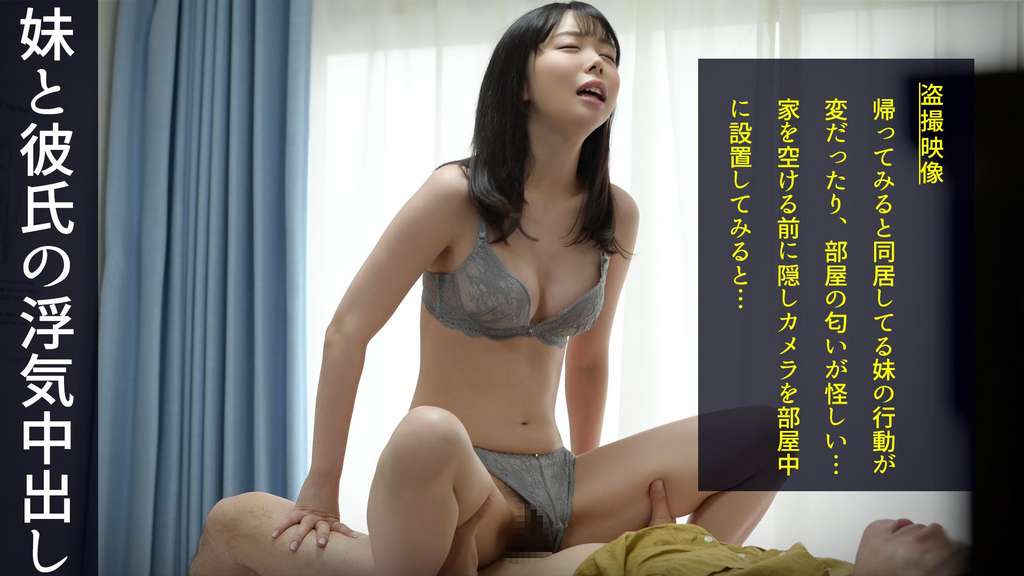 妹と彼氏の浮気中出し
盗撮映像
帰ってみると同居してる妹の行動が
変だったり、部屋の匂いが怪しい…
家を空ける前に隠しカメラを部屋中
に設置してみると…